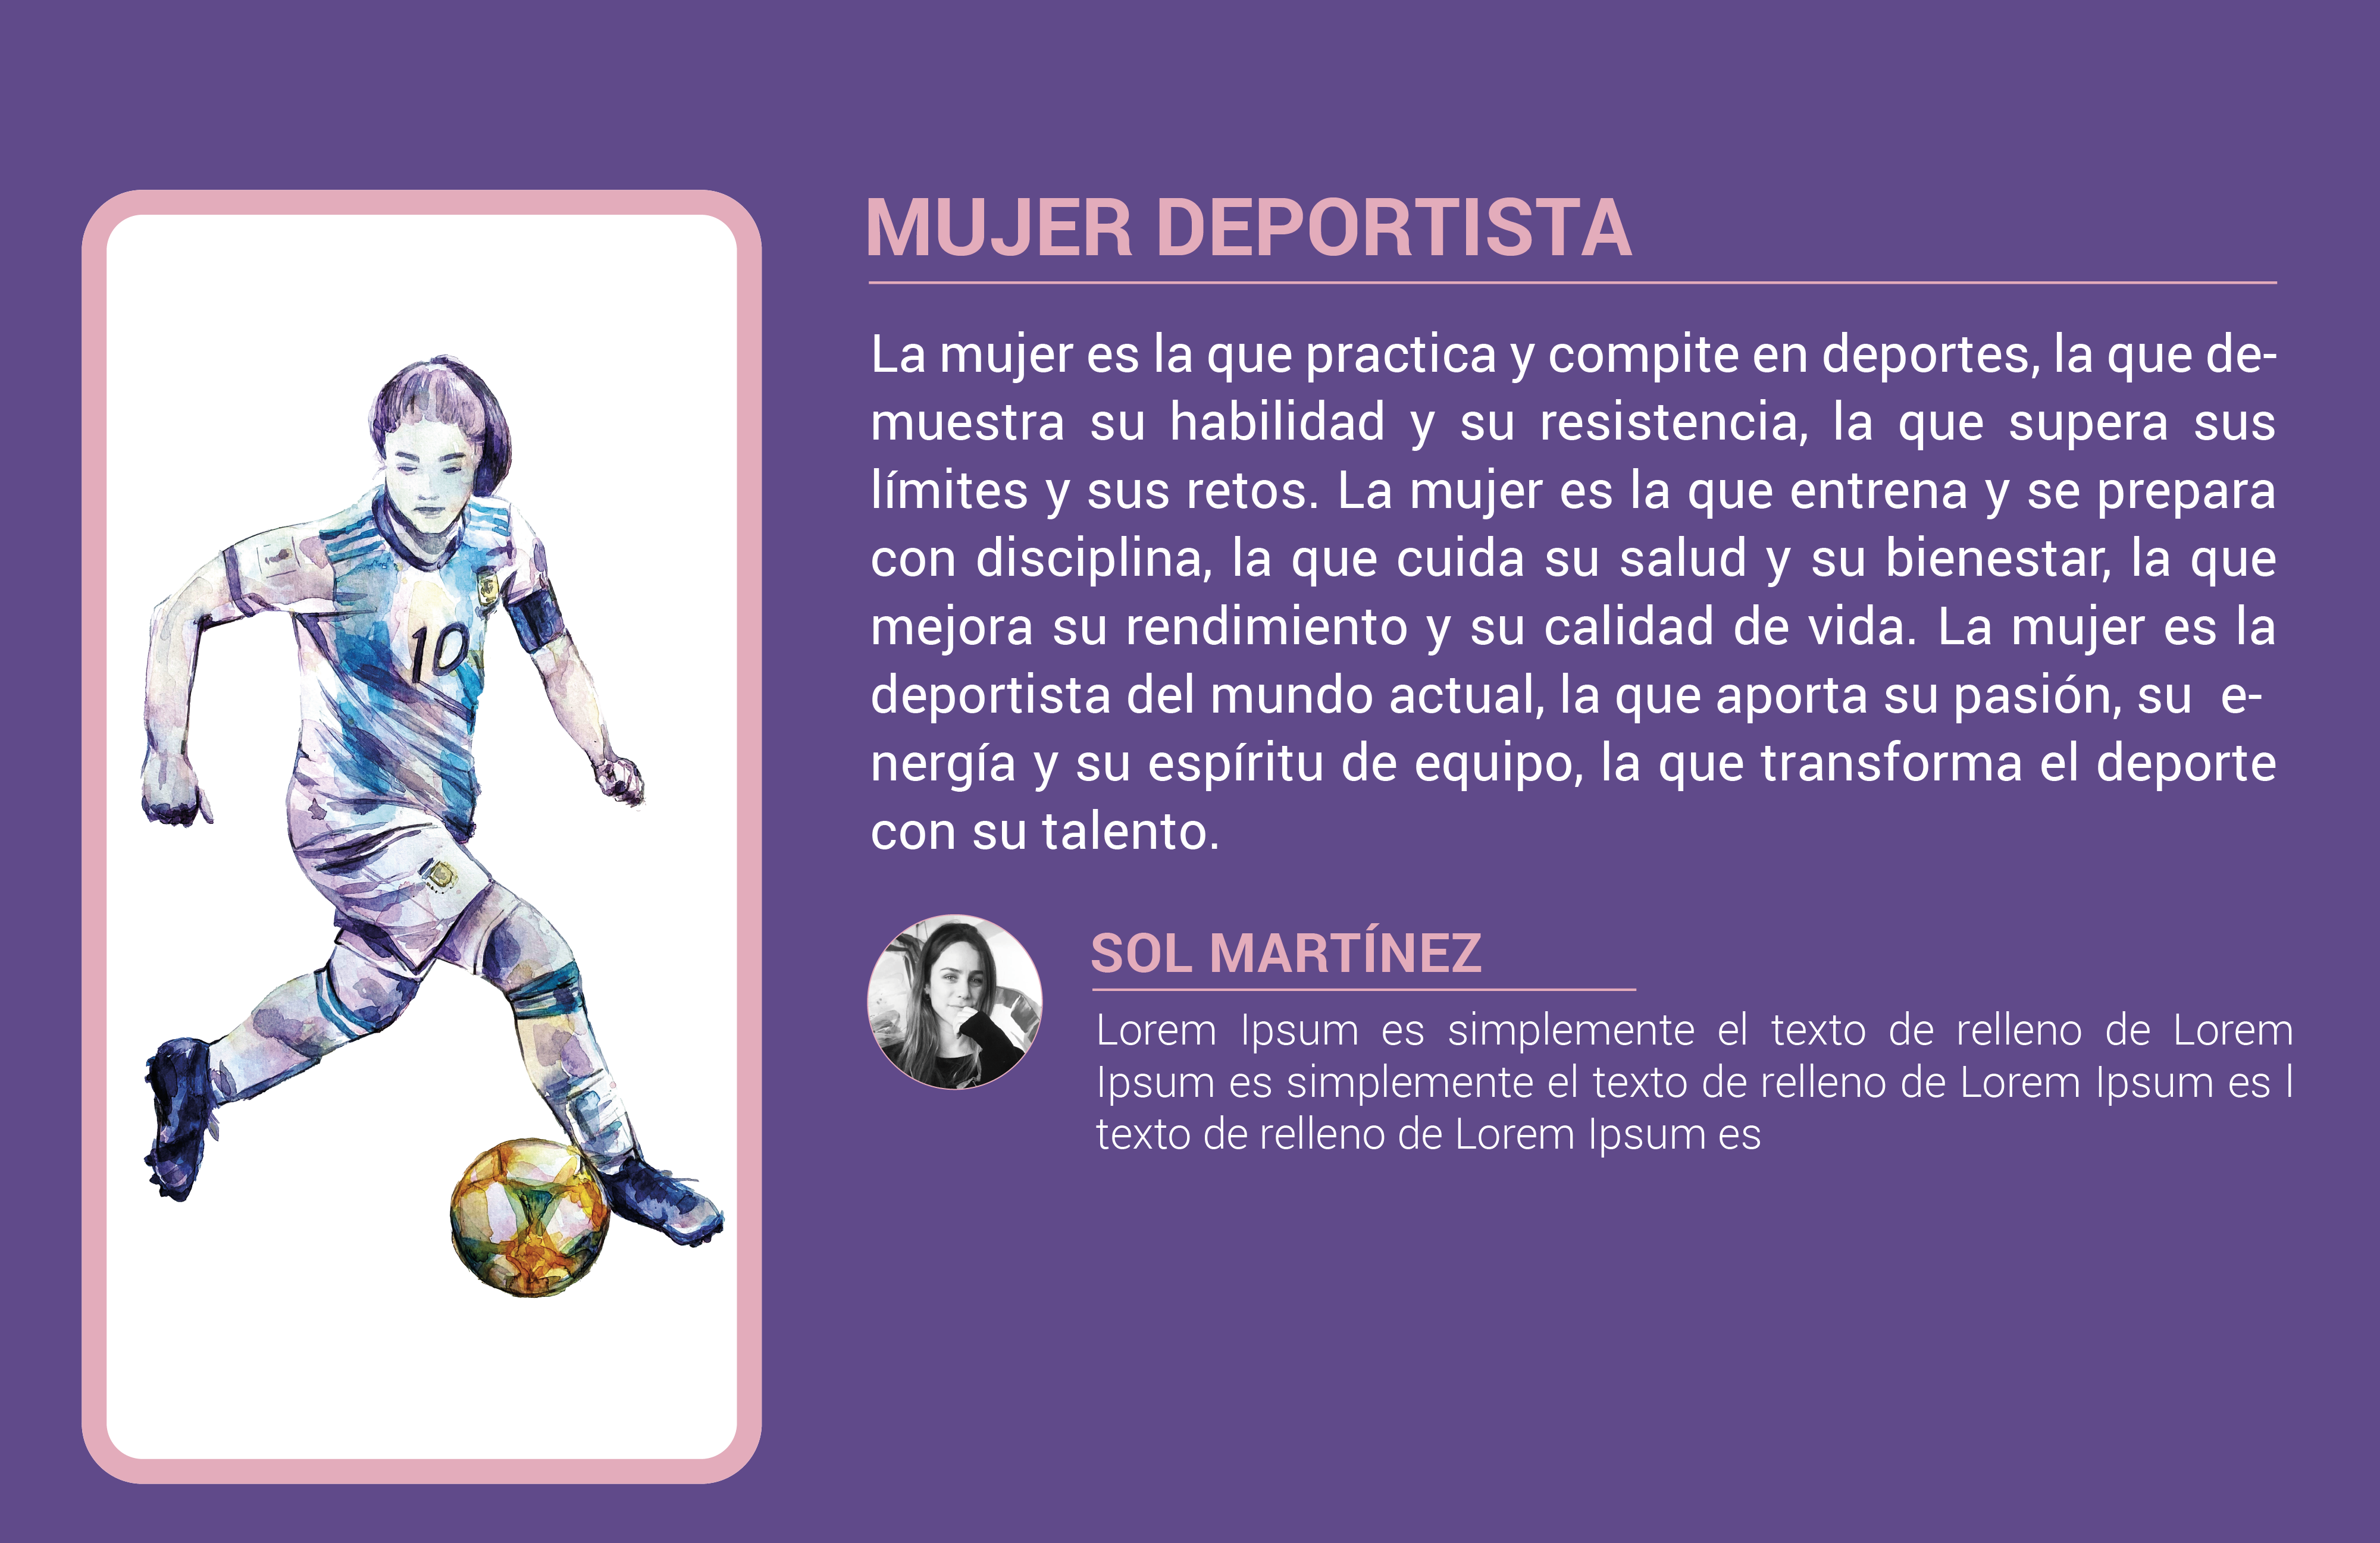 MUJER DEPORTISTA
La mujer es la que practica y compite en deportes, la que de-
muestra su habilidad y su resistencia, la que supera sus
límites y sus retos. La mujer es la que entrena y se prepara
con disciplina, la que cuida su salud y su bienestar, la que
mejora su rendimiento y su calidad de vida. La mujer es la
deportista del mundo actual, la que aporta su pasión, su e-
nergía y su espíritu de equipo, la que transforma el deporte
con su talento.
10
SOL MARTÍNEZ
Lorem Ipsum es simplemente el texto de relleno de Lorem
Ipsum es simplemente el texto de relleno de Lorem Ipsum es l
texto de relleno de Lorem Ipsum es